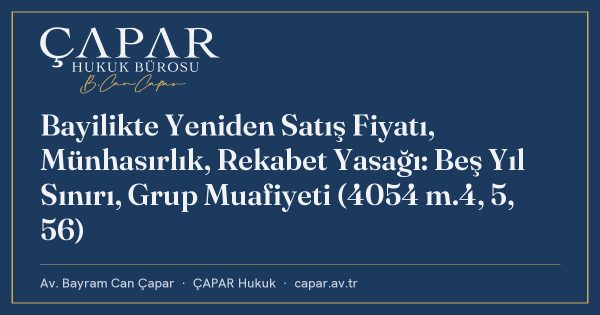 ÇAPAR
HUKUK BÜROSU
B.Can Çapar
Bayilikte Yeniden Satış Fiyatı,
Münhasırlık, Rekabet Yasağı: Beş Yıl
Sınırı, Grup Muafiyeti (4054 m.4, 5,
56)
Av. Bayram Can Çapar · ÇAPAR Hukuk · capar.av.tr